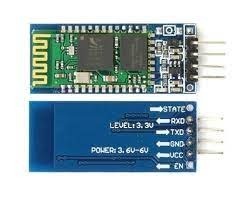 STATE
RXD
LEVEL:3.3V
TXD
GND
POWER:3.6V-6V
VCC
EN